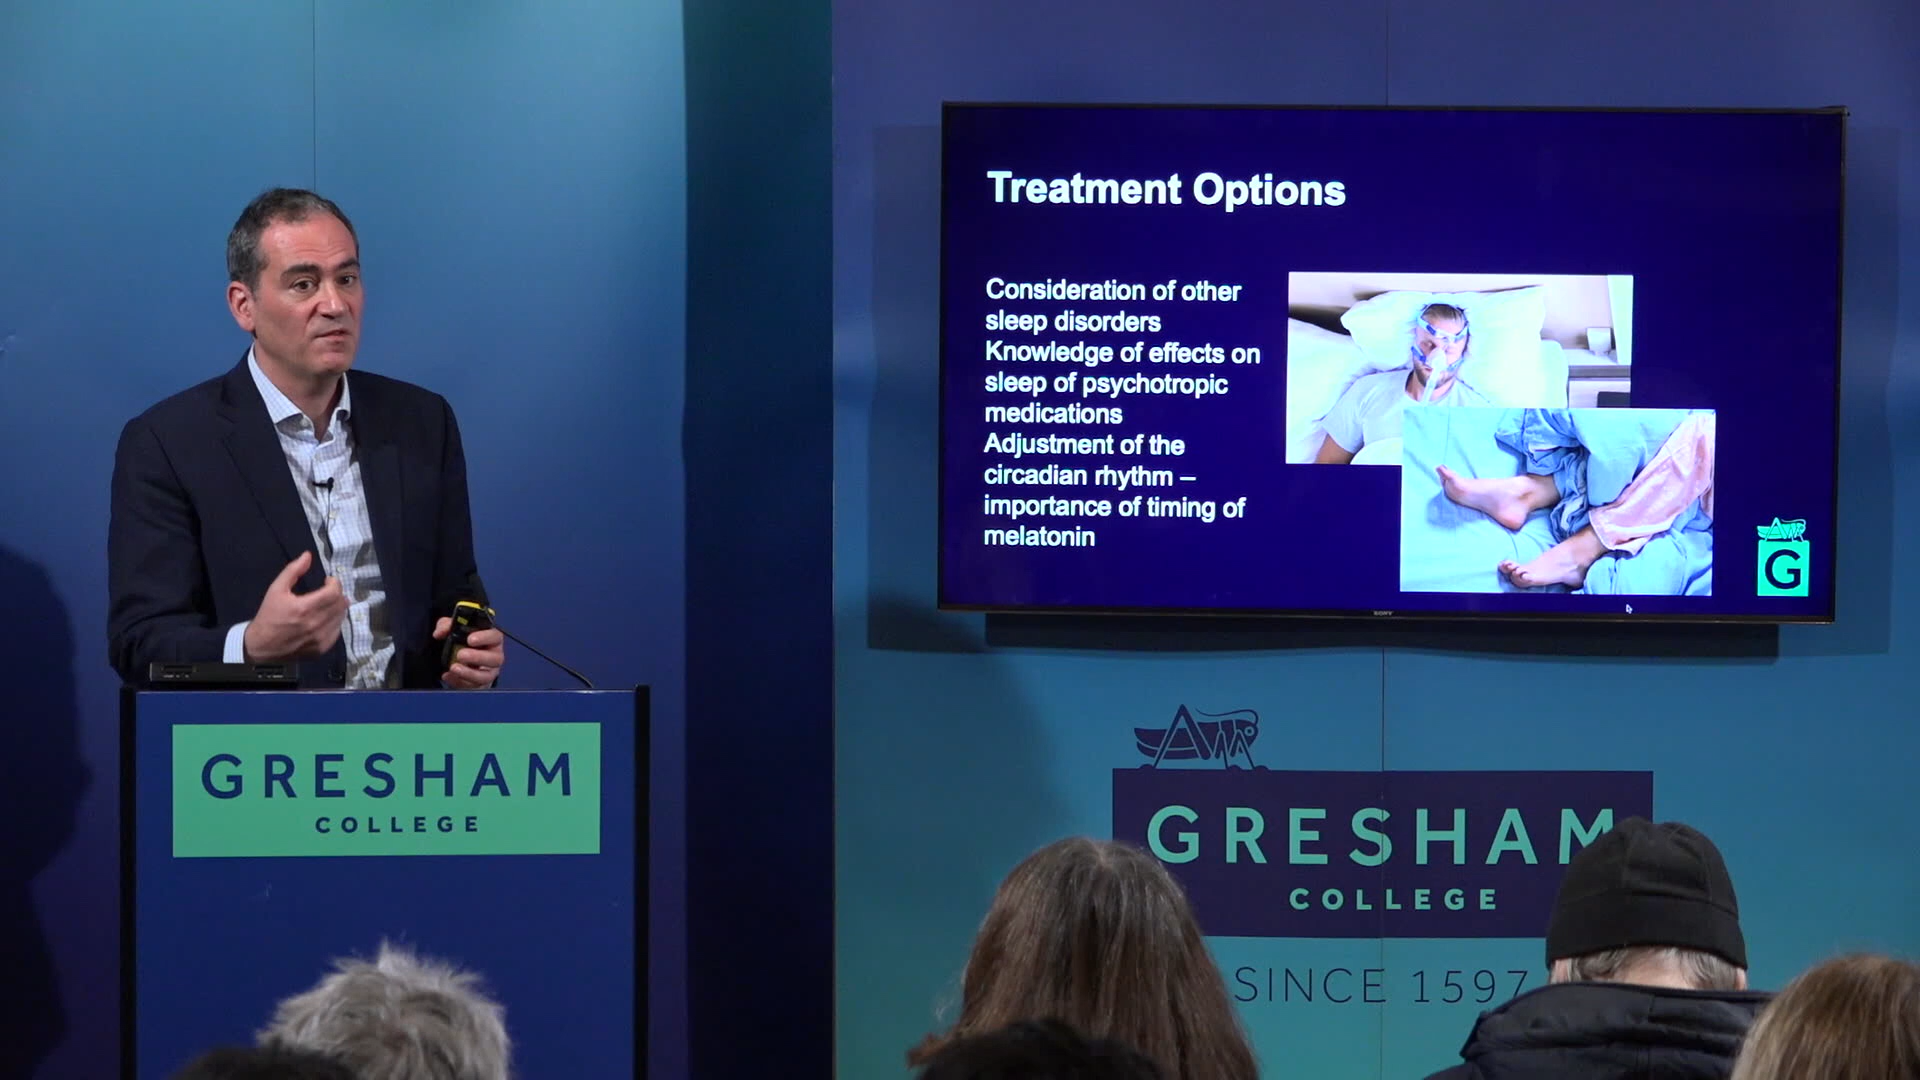 Treatment Options
Consideration of other
sleep disorders
Knowledge of effects on
sleep of psychotropic
medications
Adjustment of the
circadian rhythm –
importance of timing of
melatonin
G
SONY
GRESHAM
COLLEGE
GRESHAM
COLLEGE
SINCE 1597